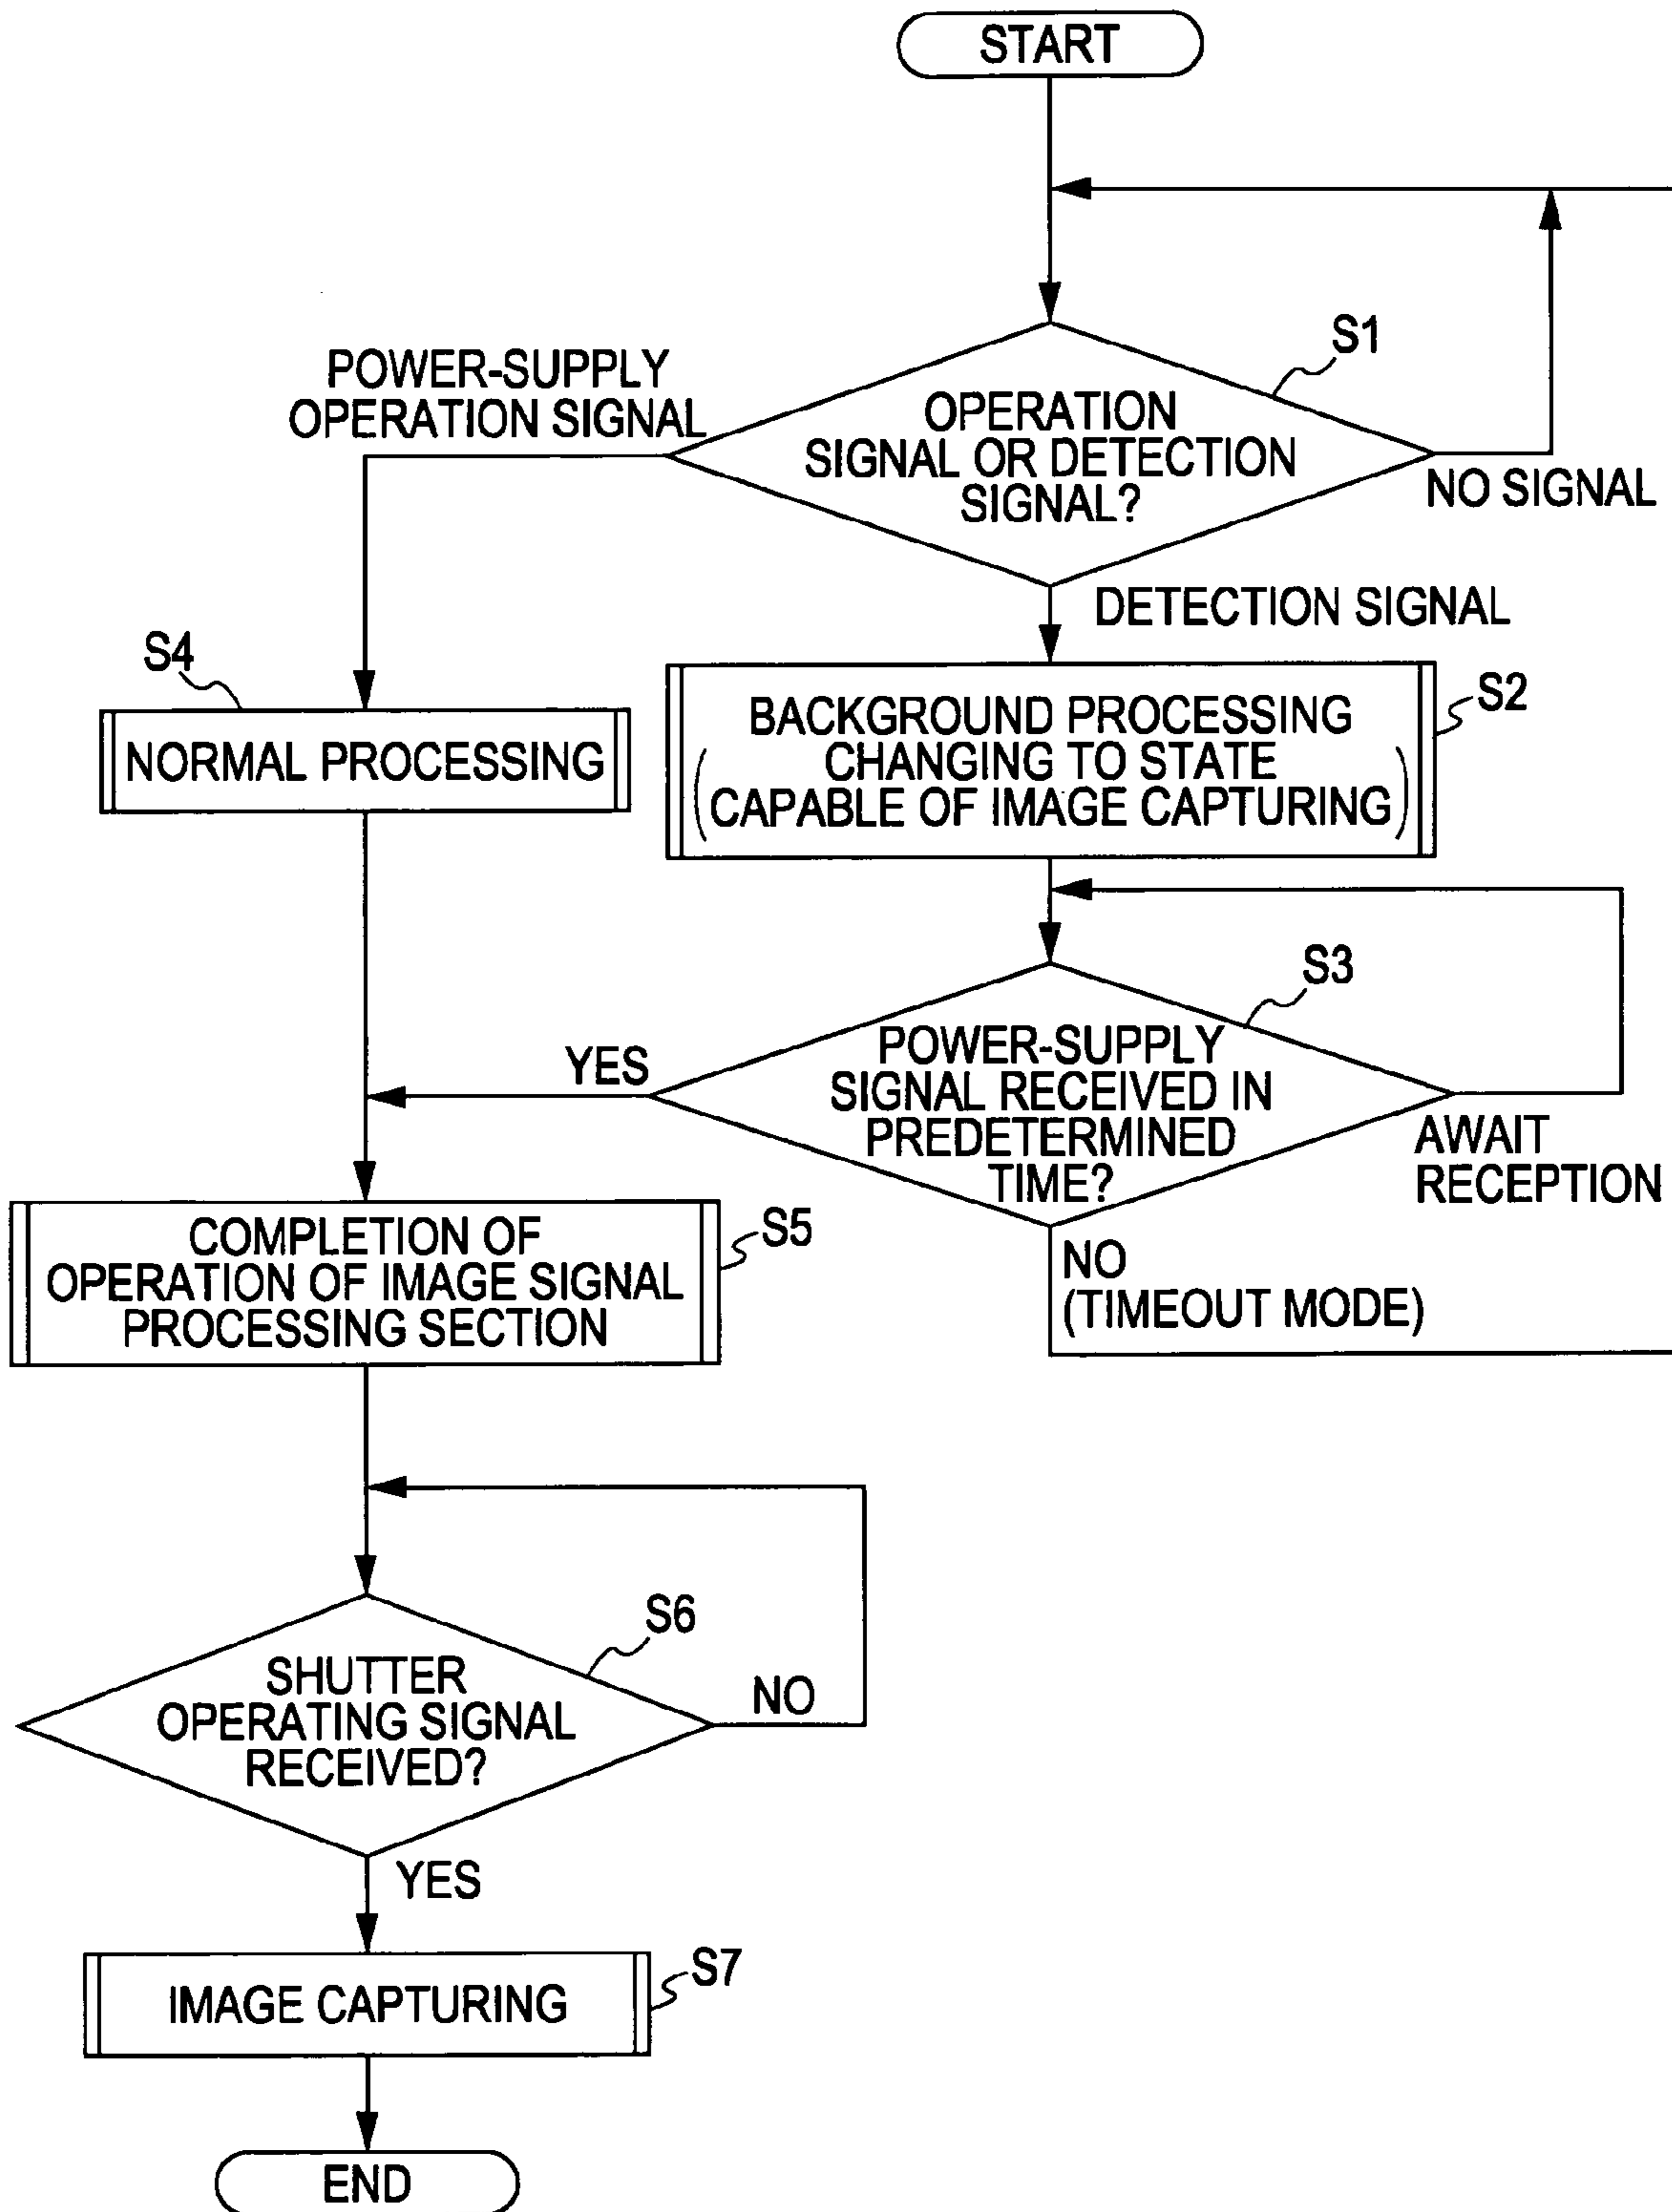 START
S1
POWER-SUPPLY
OPERATION SIGNAL
OPERATION
SIGNAL OR DETECTION
SIGNAL?
NO SIGNAL
DETECTION SIGNAL
S4
NORMAL PROCESSING
S2
BACKGROUND PROCESSING
(CHANGING TO STATE
CAPABLE OF IMAGE CAPTURING)
S3
POWER-SUPPLY
SIGNAL RECEIVED IN
PREDETERMINED
TIME?
YES
AWAIT
RECEPTION
NO
(TIMEOUT MODE)
COMPLETION OF
OPERATION OF IMAGE SIGNAL
PROCESSING SECTION
S5
S6
SHUTTER
OPERATING SIGNAL
RECEIVED?
NO
YES
IMAGE CAPTURING
S7
END